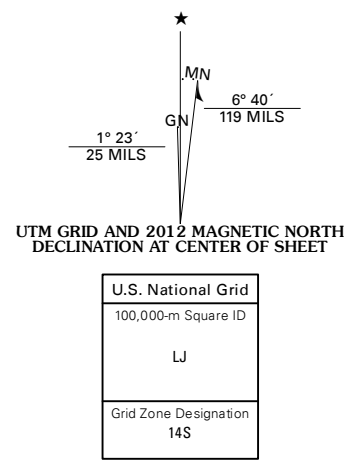 ★
MN
GN
6° 40´
119 MILS
1° 23´
25 MILS
UTM GRID AND 2012 MAGNETIC NORTH
DECLINATION AT CENTER OF SHEET
U.S. National Grid
100,000-m Square ID
LJ
Grid Zone Designation
14S